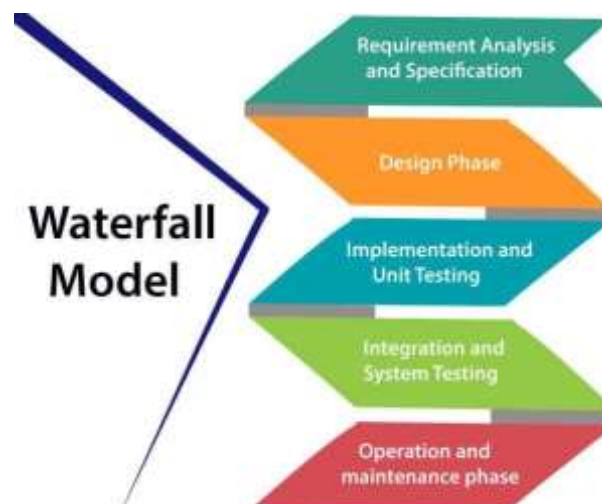 Waterfall
Model
Requirement Analysis
and Specification
Design Phase
Implementation and
Unit Testing
Integration and
System Testing
Operation and
maintenance phase